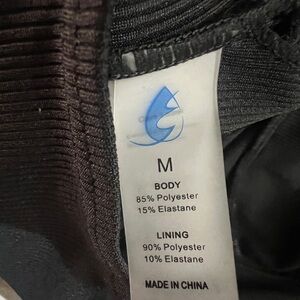 M
BODY
85% Polyester
15% Elastane
LINING
90% Polyester
10% Elastane
MADE IN CHINA